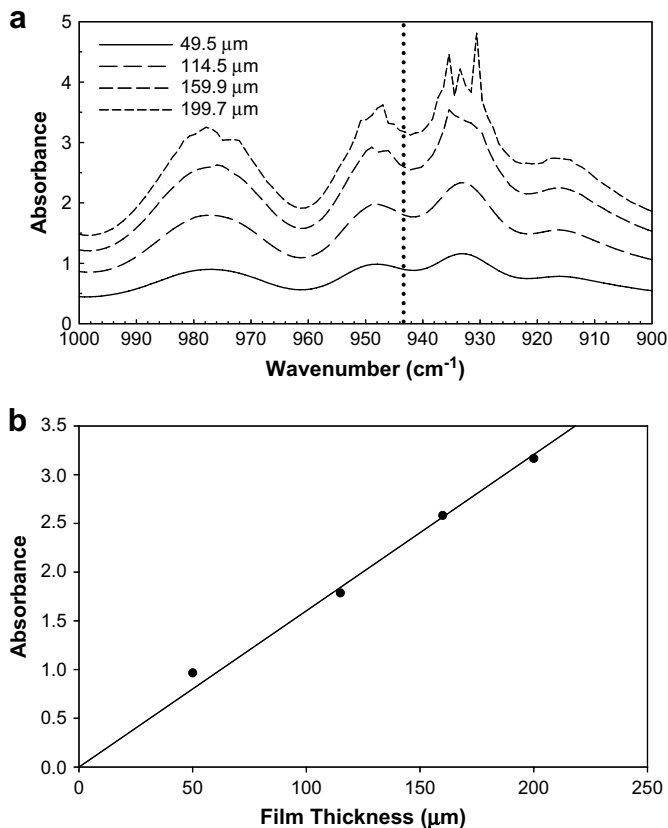 a
49.5 μm
114.5 μm
159.9 μm
199.7 μm
5
4
3
2
1
0
Absorbance
1000 990 980 970 960 950 940 930 920 910 900
Wavenumber (cm⁻¹)
b
3.5
3.0
2.5
2.0
1.5
1.0
0.5
0.0
Absorbance
0 50 100 150 200 250
Film Thickness (μm)